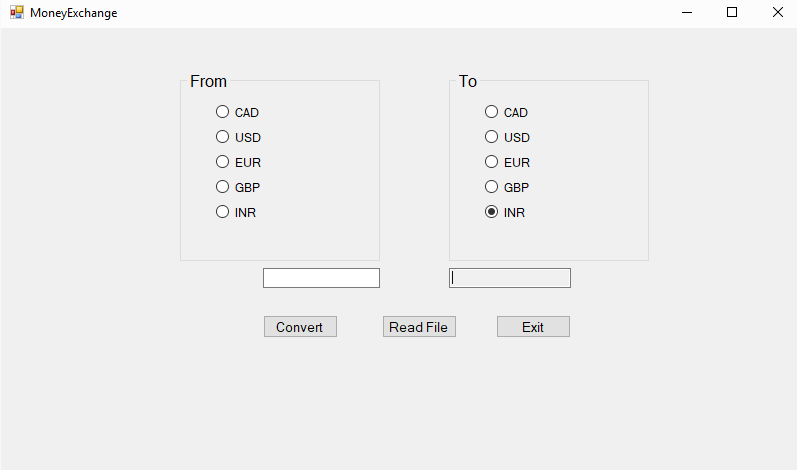 MoneyExchange
From
CAD
USD
EUR
GBP
INR
To
CAD
USD
EUR
GBP
INR
Convert
Read File
Exit